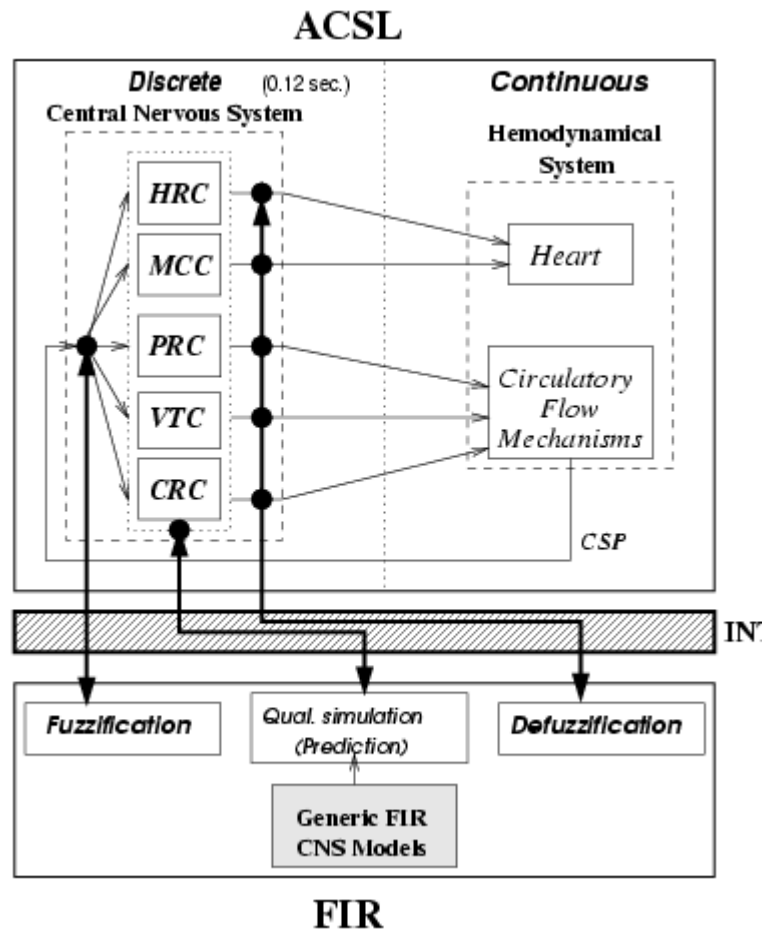 ACSL
Discrete (0.12 sec.)
Central Nervous System
Continuous
Hemodynamical
System
HRC
MCC
PRC
VTC
CRC
Heart
Circulatory
Flow
Mechanisms
CSP
INT
Fuzzification
Qual. simulation
(Prediction)
Defuzzification
Generic FIR
CNS Models
FIR